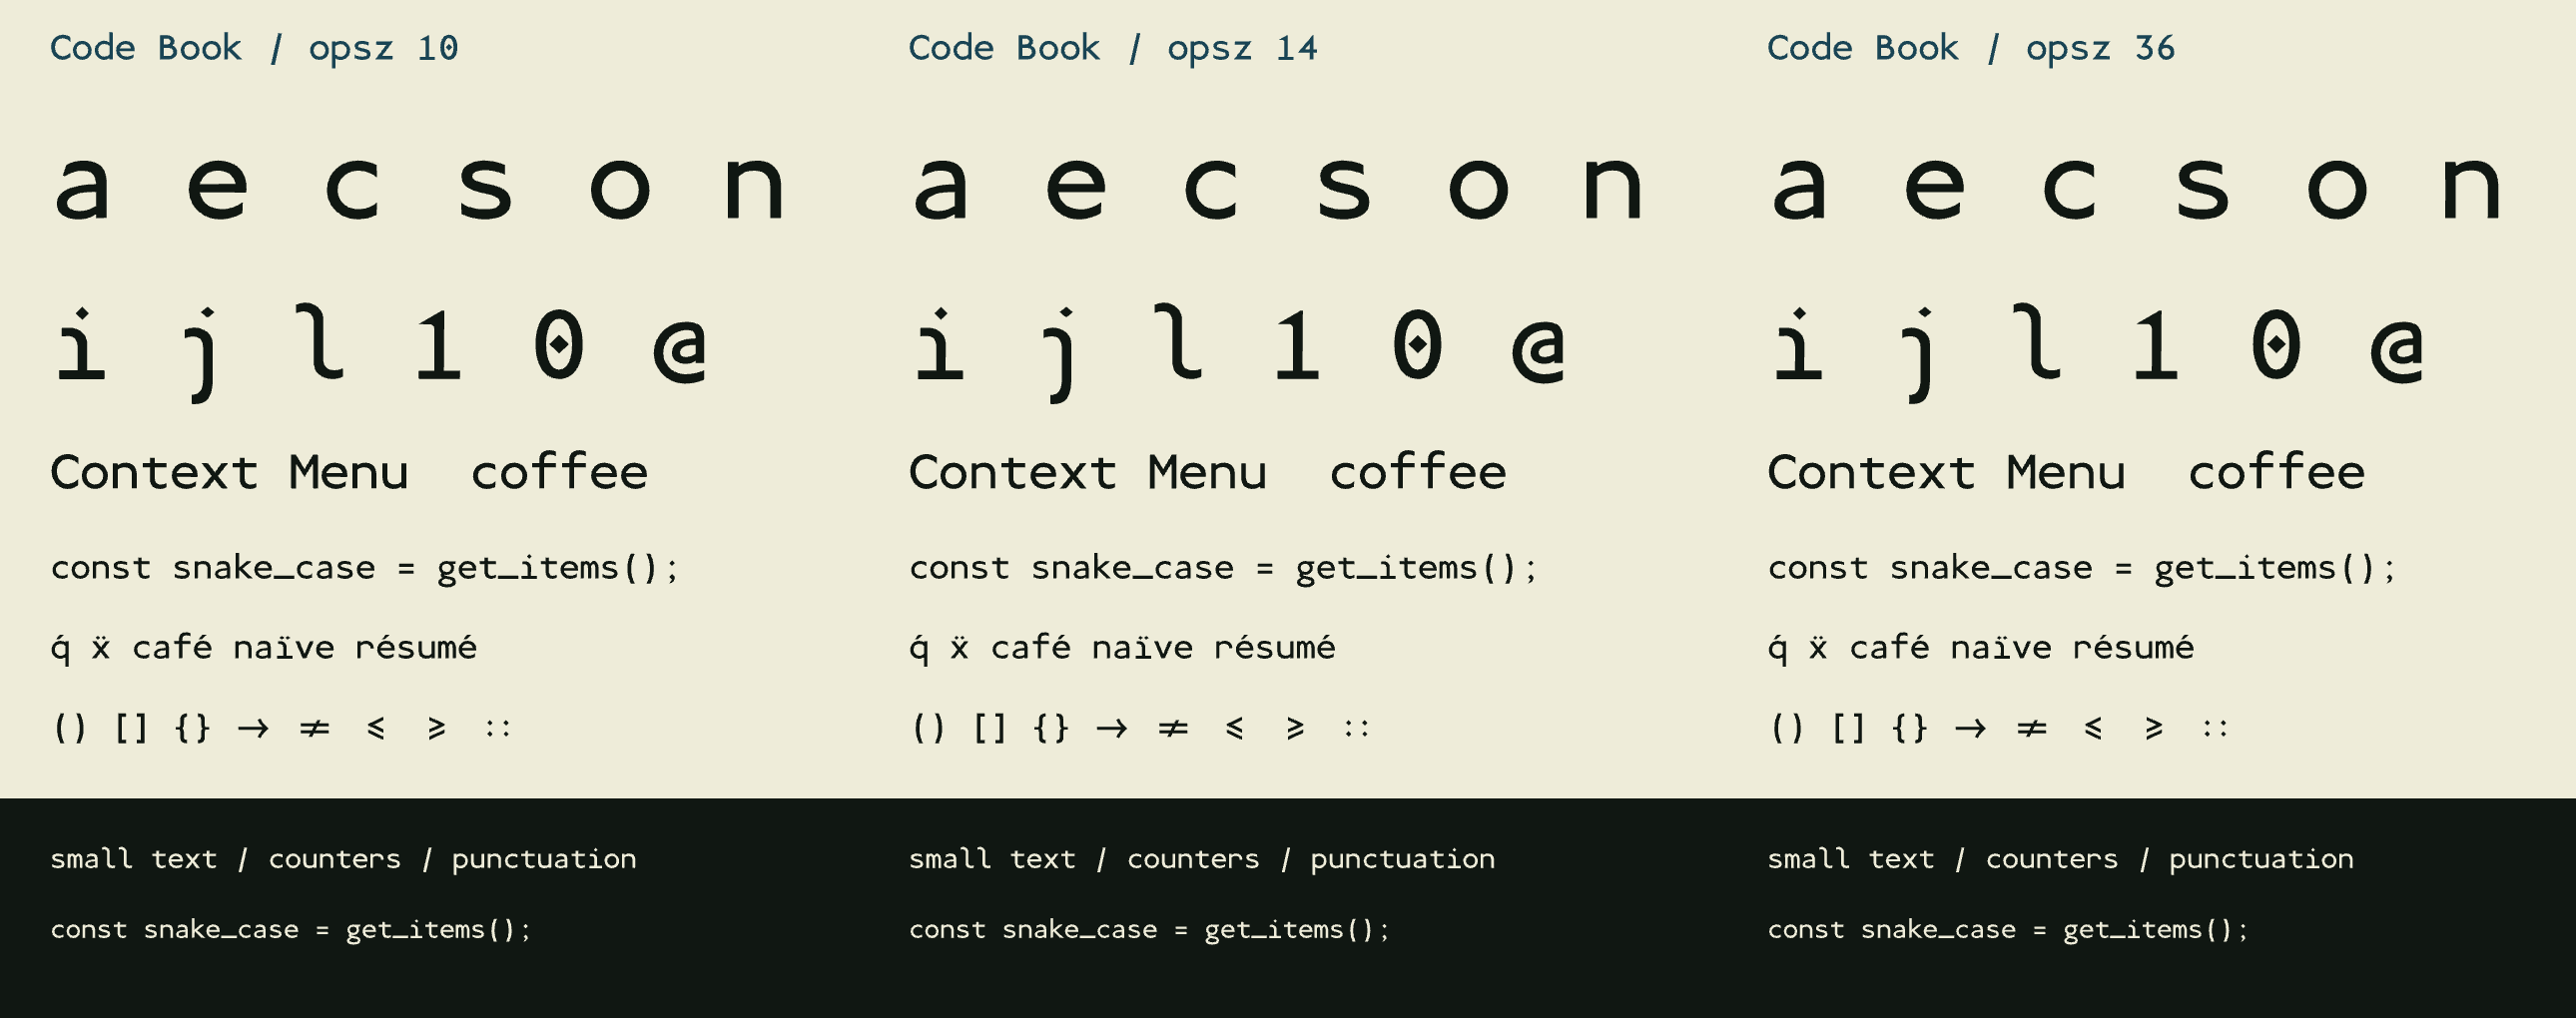 Code Book / opsz 10
a e c s o n
i j l 1 0 @
Context Menu  coffee
const snake_case = get_items();
q́ ẍ café naïve résumé
() [] {} → ≠ ⩽ ⩾ ::
small text / counters / punctuation
const snake_case = get_items();
Code Book / opsz 14
a e c s o n
i j l 1 0 @
Context Menu  coffee
const snake_case = get_items();
q́ ẍ café naïve résumé
() [] {} → ≠ ⩽ ⩾ ::
small text / counters / punctuation
const snake_case = get_items();
Code Book / opsz 36
a e c s o n
i j l 1 0 @
Context Menu  coffee
const snake_case = get_items();
q́ ẍ café naïve résumé
() [] {} → ≠ ⩽ ⩾ ::
small text / counters / punctuation
const snake_case = get_items();